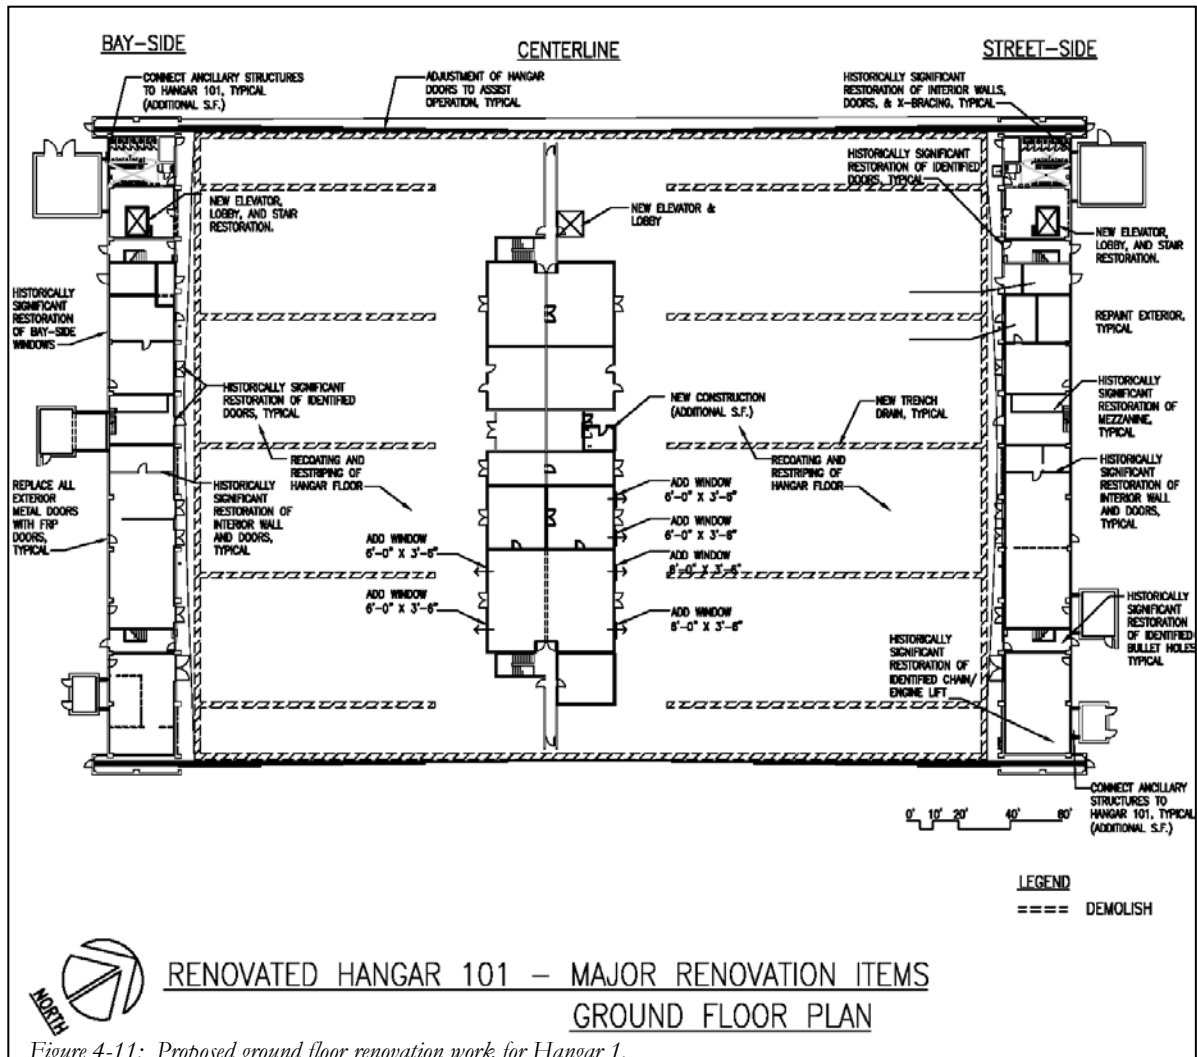 BAY-SIDE
CENTERLINE
STREET-SIDE
CONNECT ANCILLARY STRUCTURES
TO HANGAR 101, TYPICAL
(ADDITIONAL S.F.)
ADJUSTMENT OF HANGAR
DOORS TO ASSIST
OPERATION, TYPICAL
HISTORICALLY SIGNIFICANT
RESTORATION OF INTERIOR WALLS,
DOORS, & X-BRACING, TYPICAL
HISTORICALLY SIGNIFICANT
RESTORATION OF IDENTIFIED
DOORS, TYPICAL
NEW ELEVATOR,
LOBBY, AND STAIR
RESTORATION.
NEW ELEVATOR &
LOBBY
NEW ELEVATOR,
LOBBY, AND STAIR
RESTORATION.
HISTORICALLY
SIGNIFICANT
RESTORATION
OF BAY-SIDE
WINDOWS
REPAINT EXTERIOR,
TYPICAL
HISTORICALLY SIGNIFICANT
RESTORATION OF IDENTIFIED
DOORS, TYPICAL
NEW CONSTRUCTION
(ADDITIONAL S.F.)
NEW TRENCH
DRAIN, TYPICAL
HISTORICALLY
SIGNIFICANT
RESTORATION OF
MEZZANINE,
TYPICAL
RECOATING AND
RESTRIPING OF
HANGAR FLOOR
RECOATING AND
RESTRIPING OF
HANGAR FLOOR
HISTORICALLY
SIGNIFICANT
RESTORATION OF
INTERIOR WALL
AND DOORS,
TYPICAL
REPLACE ALL
EXTERIOR
METAL DOORS
WITH FRP
DOORS,
TYPICAL
HISTORICALLY
SIGNIFICANT
RESTORATION OF
INTERIOR WALL
AND DOORS,
TYPICAL
ADD WINDOW
6'-0" X 3'-6"
ADD WINDOW
6'-0" X 3'-6"
ADD WINDOW
6'-0" X 3'-6"
ADD WINDOW
6'-0" X 3'-6"
ADD WINDOW
6'-0" X 3'-6"
ADD WINDOW
6'-0" X 3'-6"
HISTORICALLY
SIGNIFICANT
RESTORATION
OF IDENTIFIED
BULLET HOLES
TYPICAL
HISTORICALLY
SIGNIFICANT
RESTORATION OF
IDENTIFIED CHAIN/
ENGINE LIFT
CONNECT ANCILLARY
STRUCTURES TO
HANGAR 101, TYPICAL
(ADDITIONAL S.F.)
0' 10' 20' 40' 60'
LEGEND
DEMOLISH
NORTH
RENOVATED HANGAR 101 - MAJOR RENOVATION ITEMS
GROUND FLOOR PLAN
Figure 4-11: Proposed ground floor renovation work for Hangar 1.